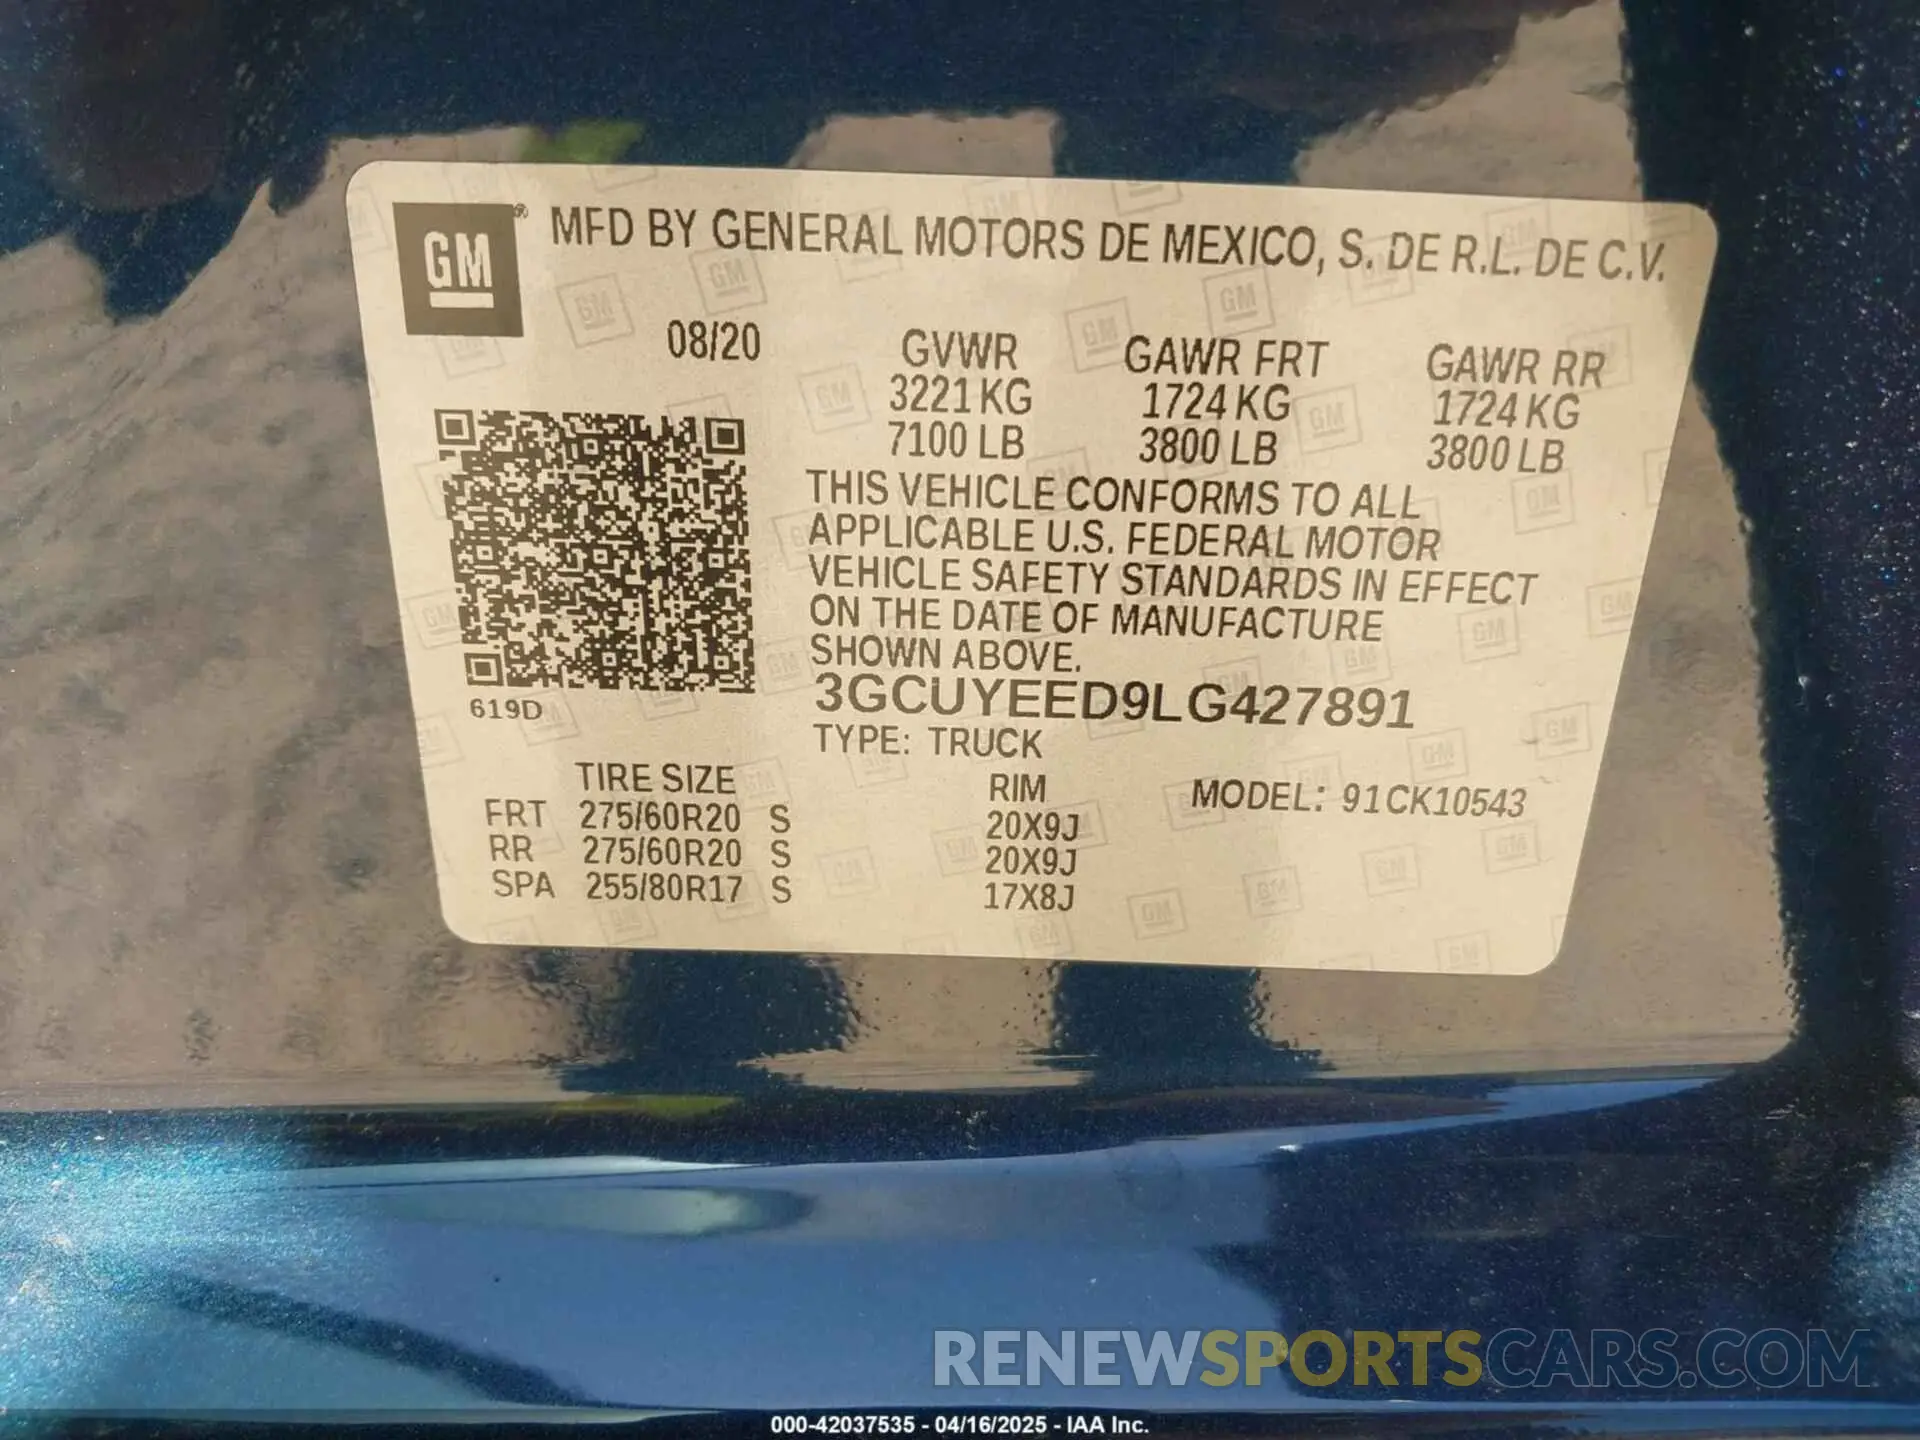 GM ® MFD BY GENERAL MOTORS DE MEXICO, S. DE R.L. DE C.V.
08/20 GVWR GAWR FRT GAWR RR
3221 KG 1724 KG 1724 KG
7100 LB 3800 LB 3800 LB
THIS VEHICLE CONFORMS TO ALL
APPLICABLE U.S. FEDERAL MOTOR
VEHICLE SAFETY STANDARDS IN EFFECT
ON THE DATE OF MANUFACTURE
SHOWN ABOVE.
3GCUYEED9LG427891
619D
TYPE: TRUCK
TIRE SIZE RIM MODEL: 91CK10543
FRT 275/60R20 S 20X9J
RR 275/60R20 S 20X9J
SPA 255/80R17 S 17X8J
RENEWSPORTSCARS.COM
000-42037535 - 04/16/2025 - IAA Inc.